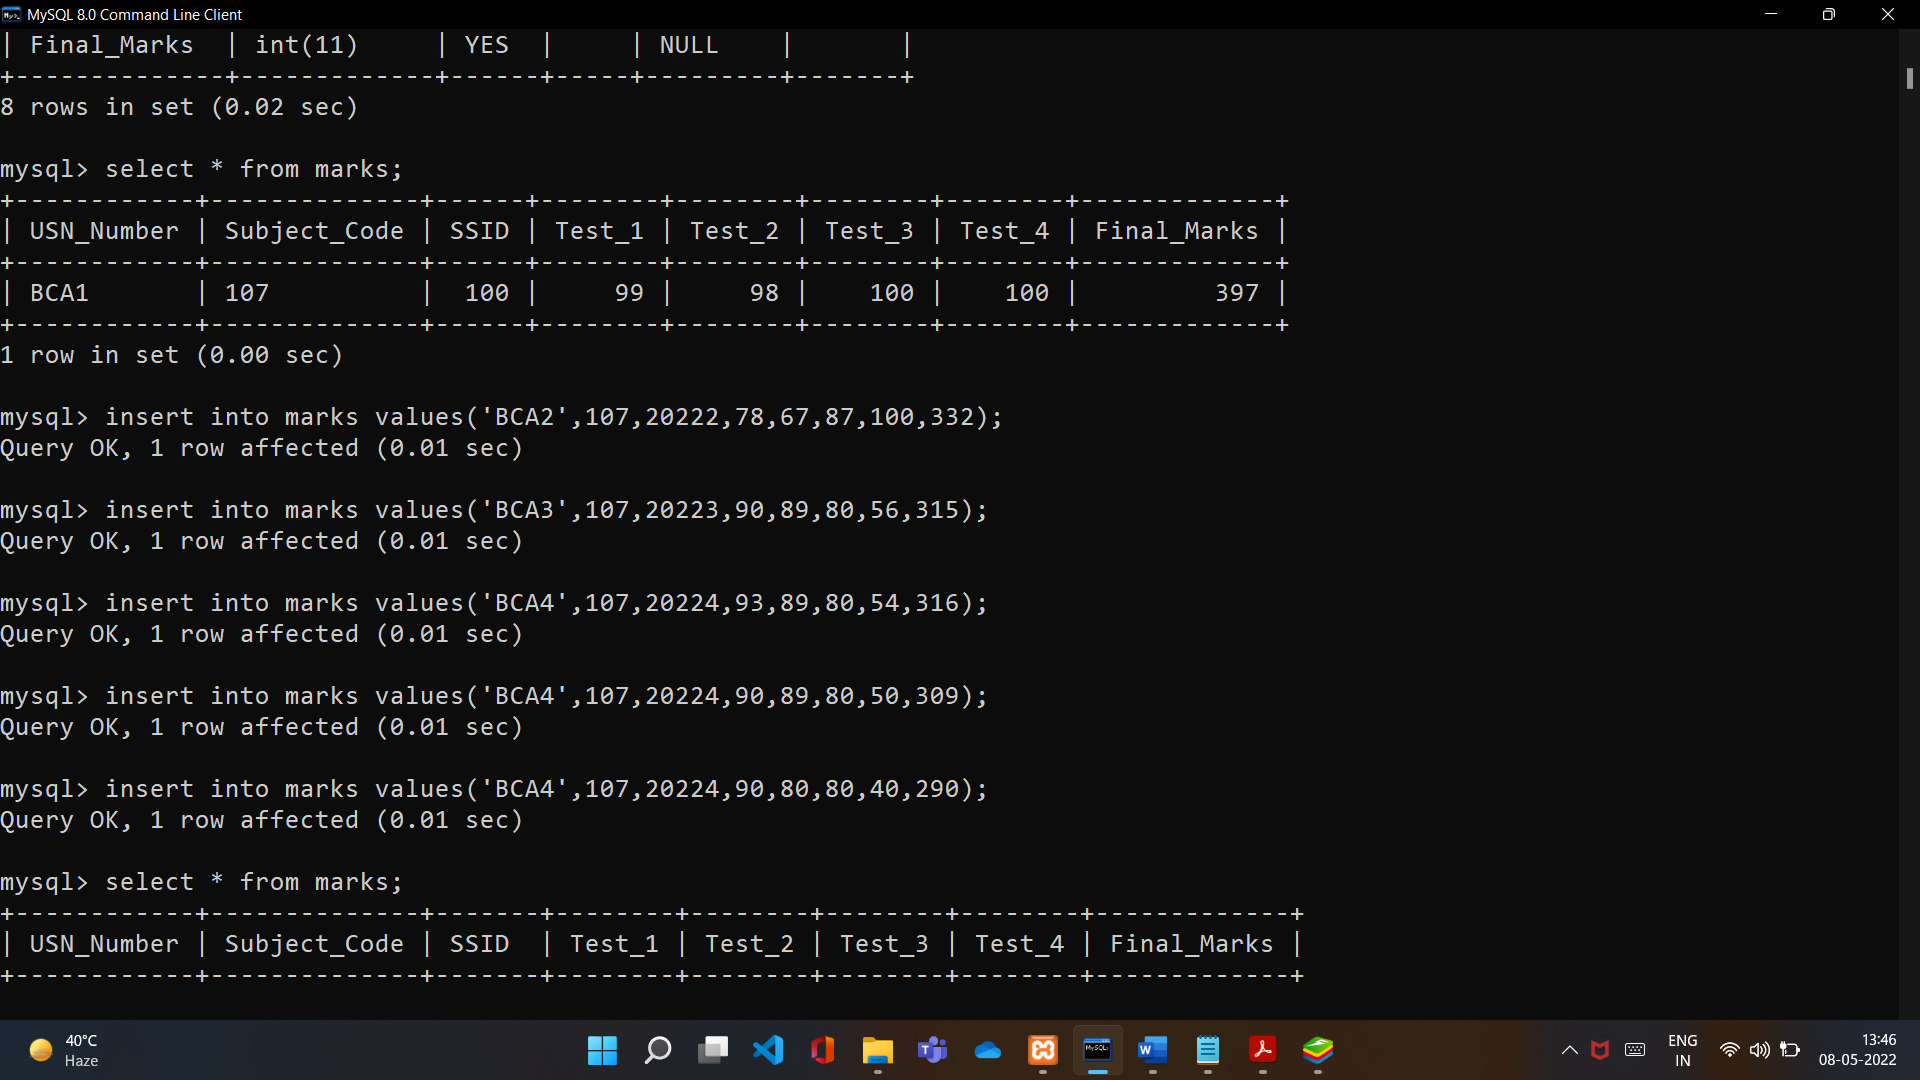 MySQL 8.0 Command Line Client
| Final_Marks  | int(11)     | YES  |     | NULL    |       |
+--------------+-------------+------+-----+---------+-------+
8 rows in set (0.02 sec)
mysql> select * from marks;
+------------+--------------+------+--------+--------+--------+--------+-------------+
| USN_Number | Subject_Code | SSID | Test_1 | Test_2 | Test_3 | Test_4 | Final_Marks |
+------------+--------------+------+--------+--------+--------+--------+-------------+
| BCA1       | 107          |  100 |     99 |     98 |    100 |    100 |         397 |
+------------+--------------+------+--------+--------+--------+--------+-------------+
1 row in set (0.00 sec)
mysql> insert into marks values('BCA2',107,20222,78,67,87,100,332);
Query OK, 1 row affected (0.01 sec)
mysql> insert into marks values('BCA3',107,20223,90,89,80,56,315);
Query OK, 1 row affected (0.01 sec)
mysql> insert into marks values('BCA4',107,20224,93,89,80,54,316);
Query OK, 1 row affected (0.01 sec)
mysql> insert into marks values('BCA4',107,20224,90,89,80,50,309);
Query OK, 1 row affected (0.01 sec)
mysql> insert into marks values('BCA4',107,20224,90,80,80,40,290);
Query OK, 1 row affected (0.01 sec)
mysql> select * from marks;
+------------+--------------+-------+--------+--------+--------+--------+-------------+
| USN_Number | Subject_Code | SSID  | Test_1 | Test_2 | Test_3 | Test_4 | Final_Marks |
+------------+--------------+-------+--------+--------+--------+--------+-------------+
40°C
Haze
ENG
IN
13:46
08-05-2022